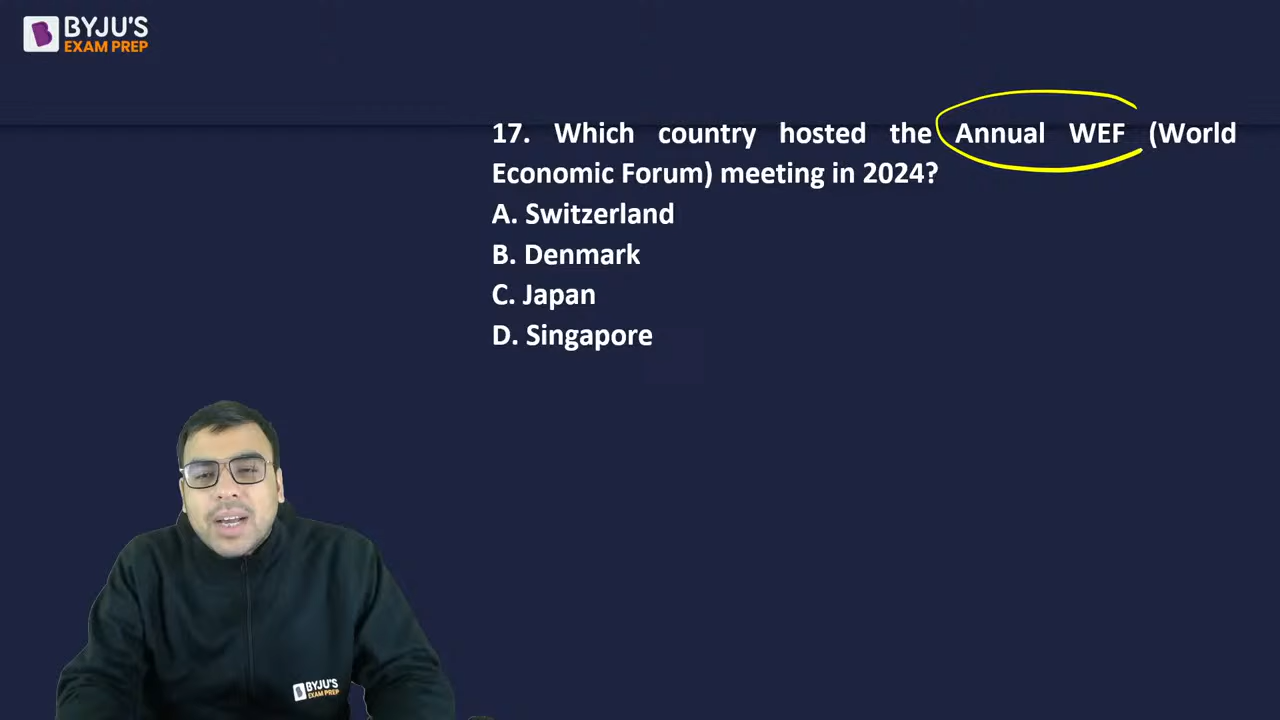 BYJU'S
EXAM PREP
17. Which country hosted the Annual WEF (World
Economic Forum) meeting in 2024?
A. Switzerland
B. Denmark
C. Japan
D. Singapore
BYJU'S
EXAM PREP